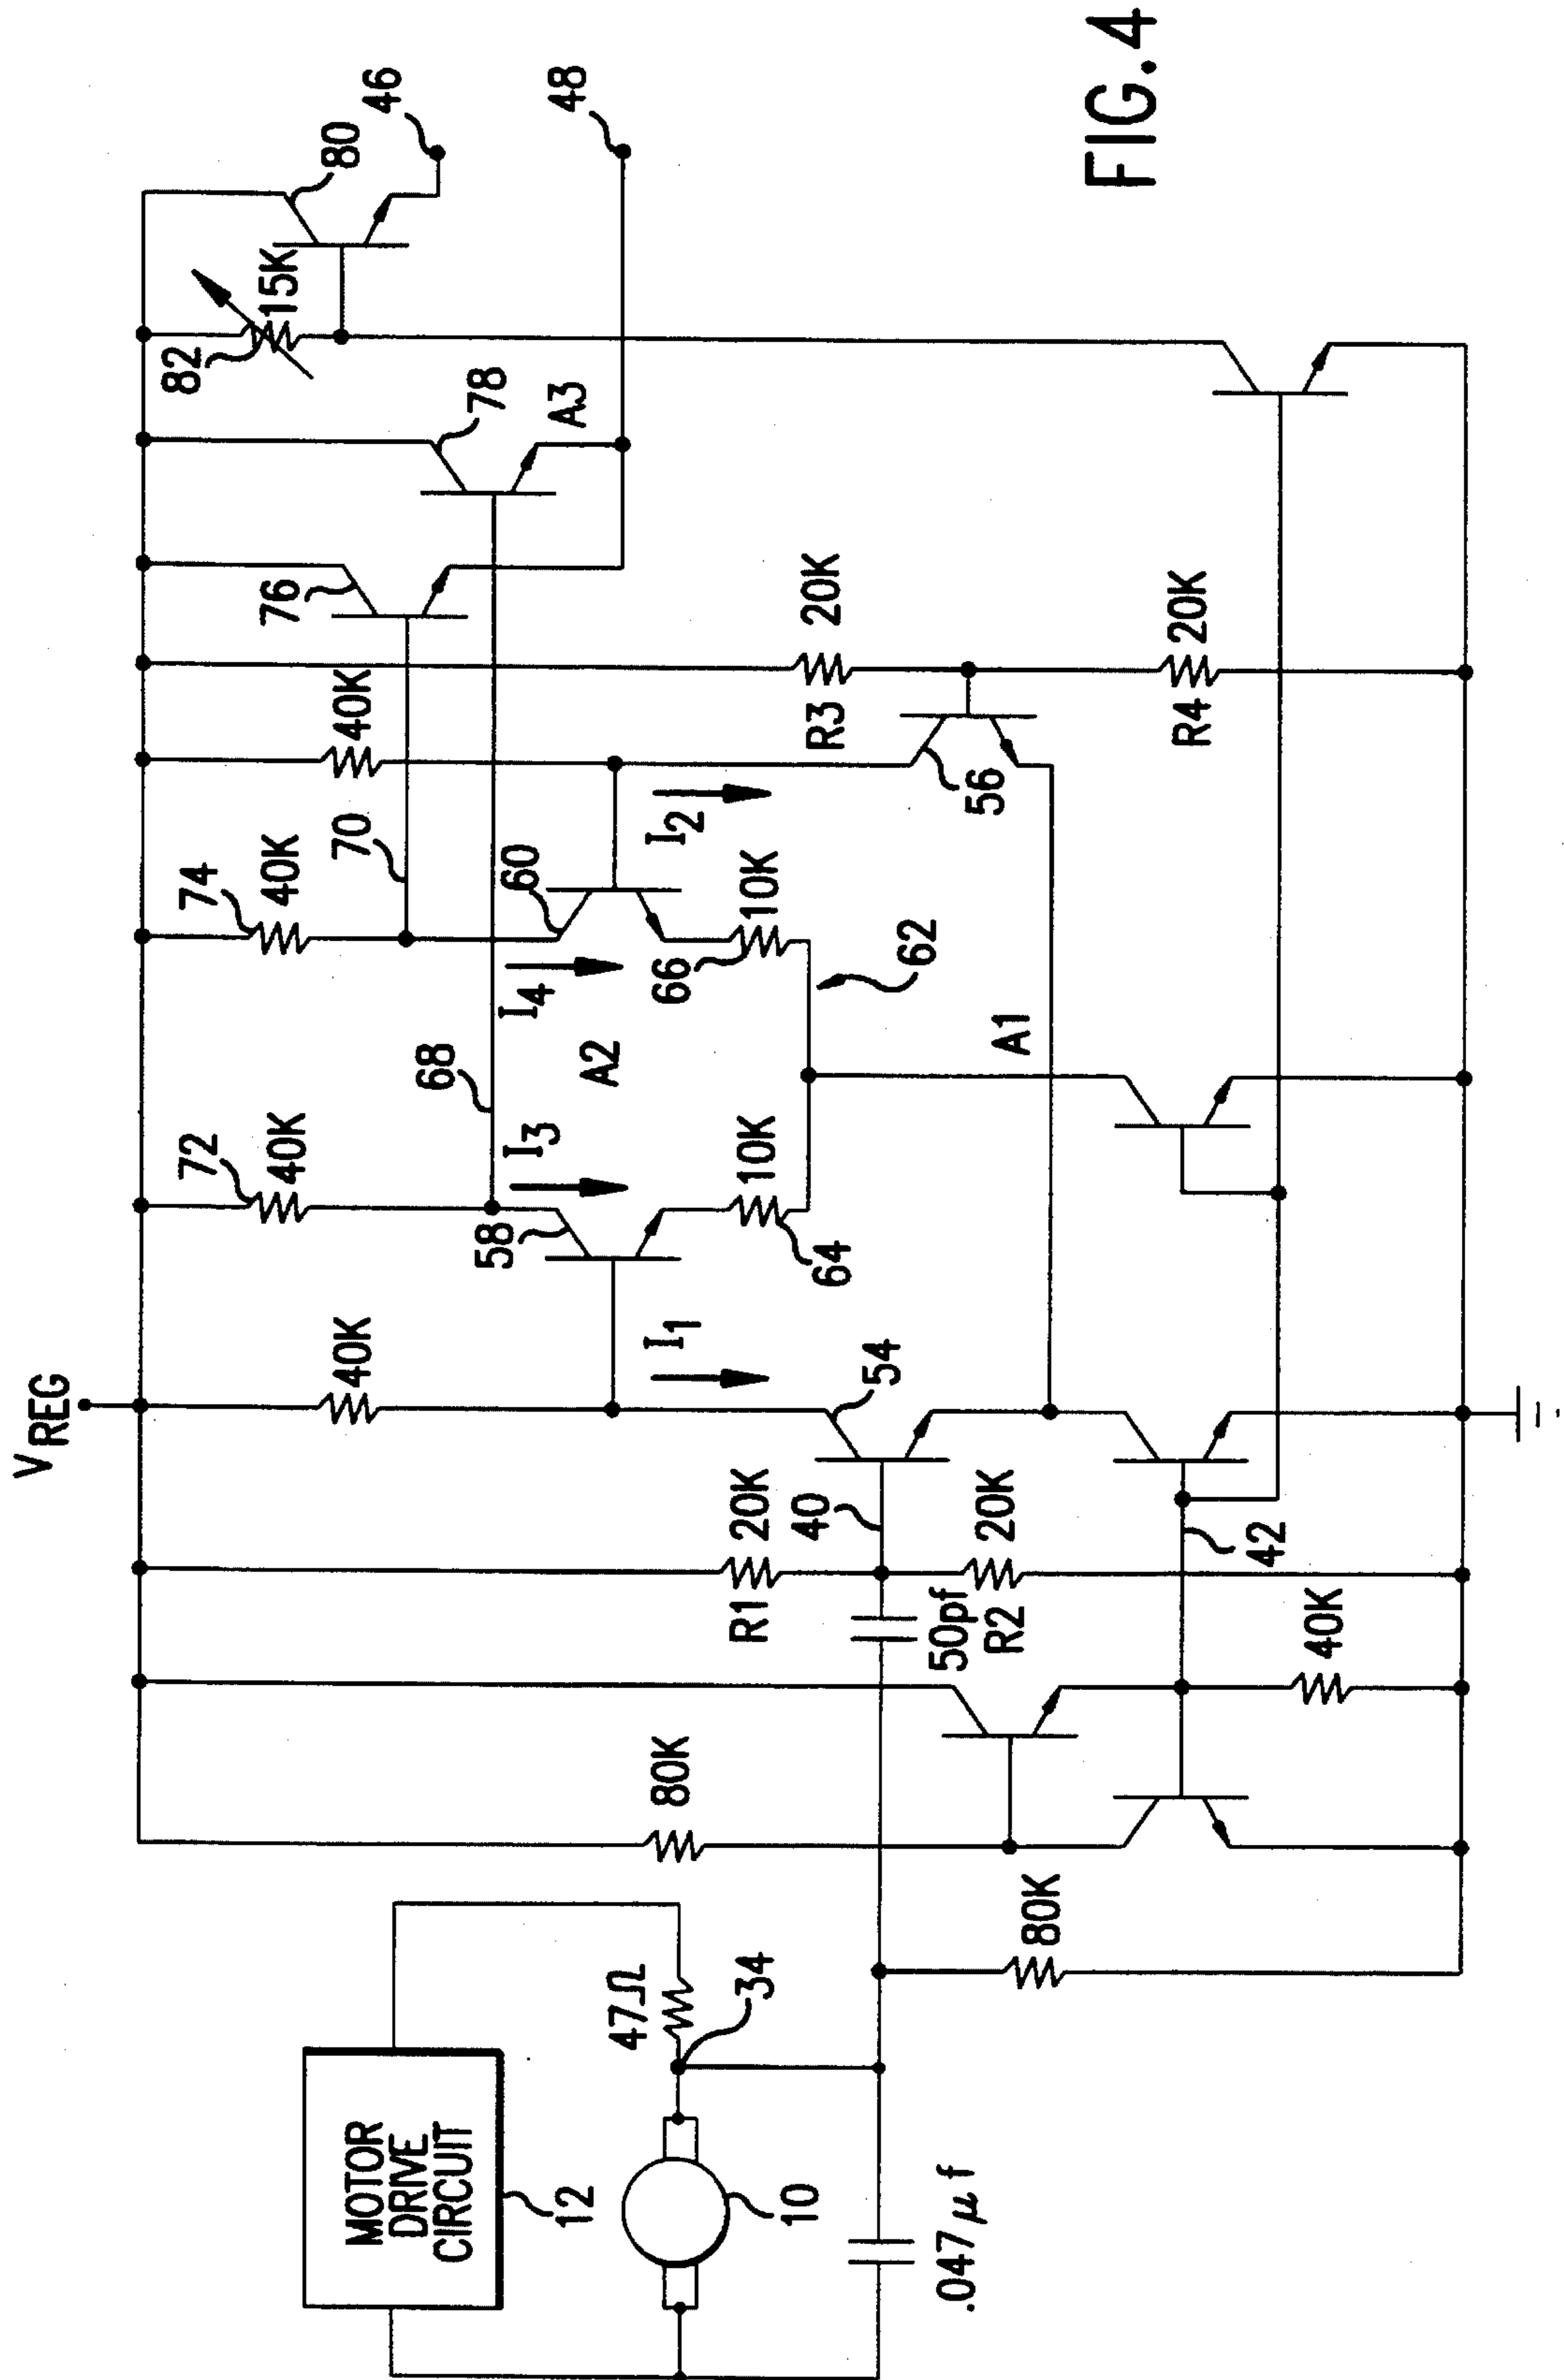 VREG
MOTOR
DRIVE
CIRCUIT
12
10
47Ω
34
.047μf
80K
80K
40K
50pf
R1
20K
R2
20K
40
42
40K
54
I1
72
40K
58
I3
64
10K
68
A2
A1
62
74
40K
70
I4
60
66
10K
I2
40K
56
R3
20K
R4
20K
76
78
A3
82
15K
80
46
48
FIG.4